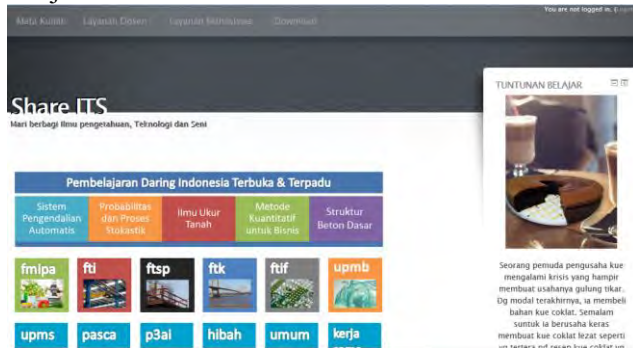 You are not logged in. (Login
Mata Kuliah Layanan Dosen Layanan Mahasiswa Download
Share ITS
Mari berbagi Ilmu pengetahuan, Teknologi dan Seni
Pembelajaran Daring Indonesia Terbuka & Terpadu
Sistem Pengendalian Automatis
Probabilitas dan Proses Stokastik
Ilmu Ukur Tanah
Metode Kuantitatif untuk Bisnis
Struktur Beton Dasar
fmipa fti ftsp ftk ftif upmb
upms pasca p3ai hibah umum kerja
TUNTUNAN BELAJAR
Seorang pemuda pengusaha kue
mengalami krisis yang hampir
membuat usahanya gulung tikar.
Dg modal terakhirnya, ia membeli
bahan kue coklat. Semalam
suntuk ia berusaha keras
membuat kue coklat lezat seperti